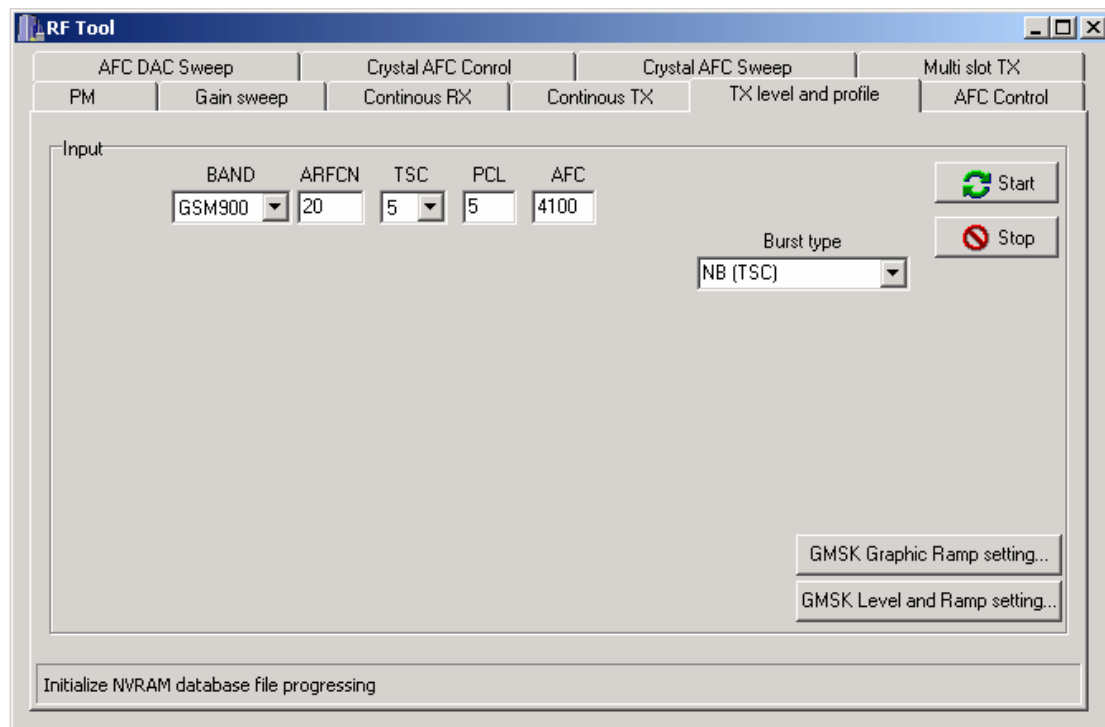 RF Tool
AFC DAC Sweep Crystal AFC Conrol Crystal AFC Sweep Multi slot TX
PM Gain sweep Continous RX Continous TX TX level and profile AFC Control
Input
BAND ARFCN TSC PCL AFC
GSM900 20 5 5 4100
Start
Stop
Burst type
NB (TSC)
GMSK Graphic Ramp setting...
GMSK Level and Ramp setting...
Initialize NVRAM database file progressing